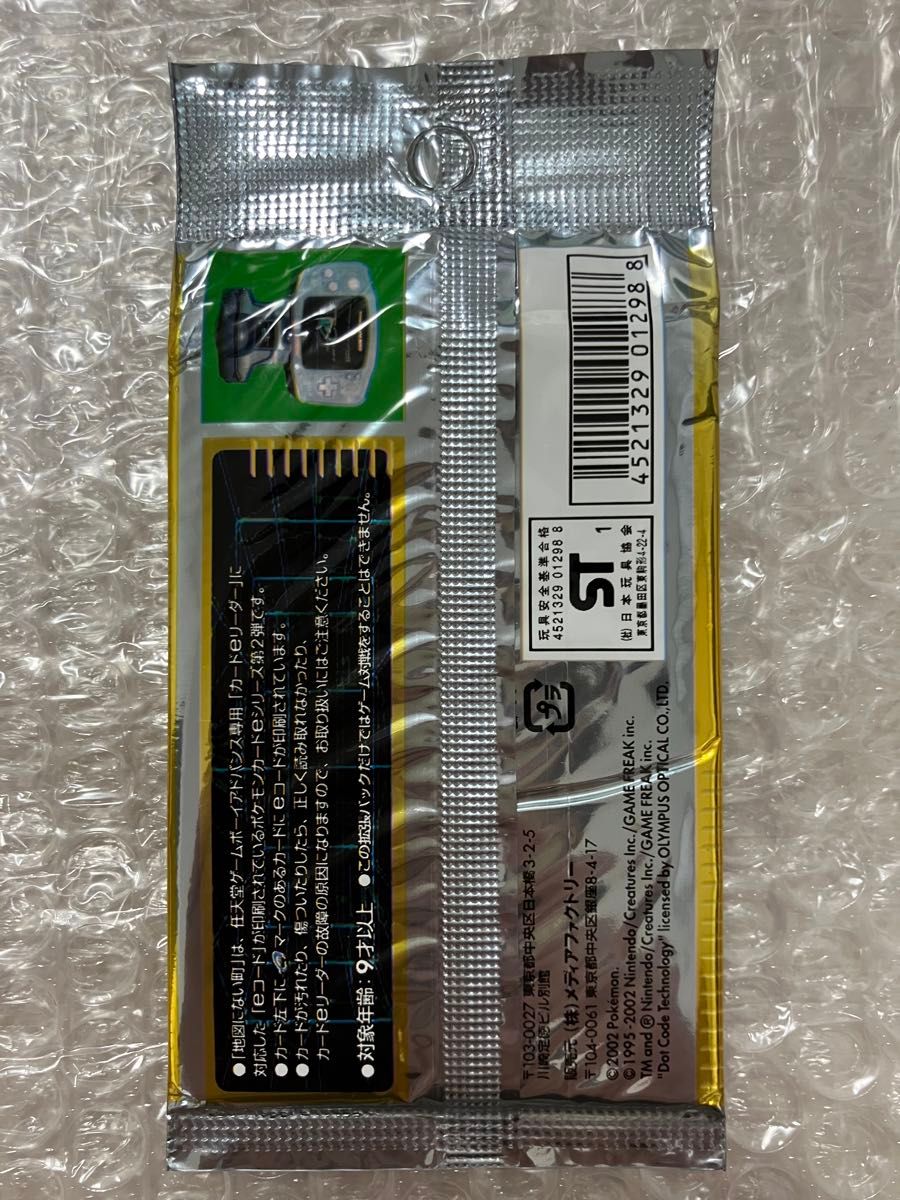 ●「地図にない町」は、任天堂ゲームボーイアドバンス専用「カードeリーダー」に
対応した「eコード」が印刷されているポケモンカードeシリーズ第2弾です。
●カード左下に マークのあるカードにeコードが印刷されています。
●カードが汚れたり、傷ついたりしたら、正しく読み取れなかったり、
カードeリーダーの故障の原因になりますので、お取り扱いにはご注意ください。
●対象年齢:9才以上 ●この拡張パックだけではゲーム対戦をすることはできません。
4521329 012988
玩具安全基準合格
4521329 01298 8
ST 1
(社)日本玩具協会
東京都墨田区東駒形4-22-4
プラ
〒103-0027 東京都中央区日本橋3-2-5
ビル別館
販売元 (株)メディアファクトリー
〒104-0061 東京都中央区銀座8-4-17
©2002 Pokémon.
©1995-2002 Nintendo/Creatures Inc./GAME FREAK inc.
TM and ® Nintendo/Creatures Inc./GAME FREAK inc.
"Dot Code Technology" licensed by OLYMPUS OPTICAL CO.,LTD.